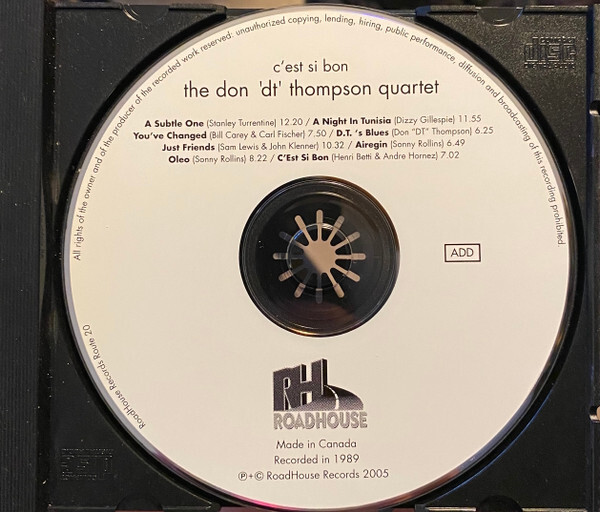 All rights of the owner and of the producer of the recorded work reserved: unauthorized copying, lending, hiring, public performance, diffusion and broadcasting of this recording prohibited.
c'est si bon
the don 'dt' thompson quartet
A Subtle One (Stanley Turrentine) 12.20 / A Night In Tunisia (Dizzy Gillespie) 11.55
You've Changed (Bill Carey & Carl Fischer) 7.50 / D.T. 's Blues (Don "DT" Thompson) 6.25
Just Friends (Sam Lewis & John Klenner) 10.32 / Airegin (Sonny Rollins) 6.49
Oleo (Sonny Rollins) 8.22 / C'Est Si Bon (Henri Betti & Andre Hornez) 7.02
ADD
RoadHouse Records Route 20
RH
ROADHOUSE
Made in Canada
Recorded in 1989
℗+© RoadHouse Records 2005